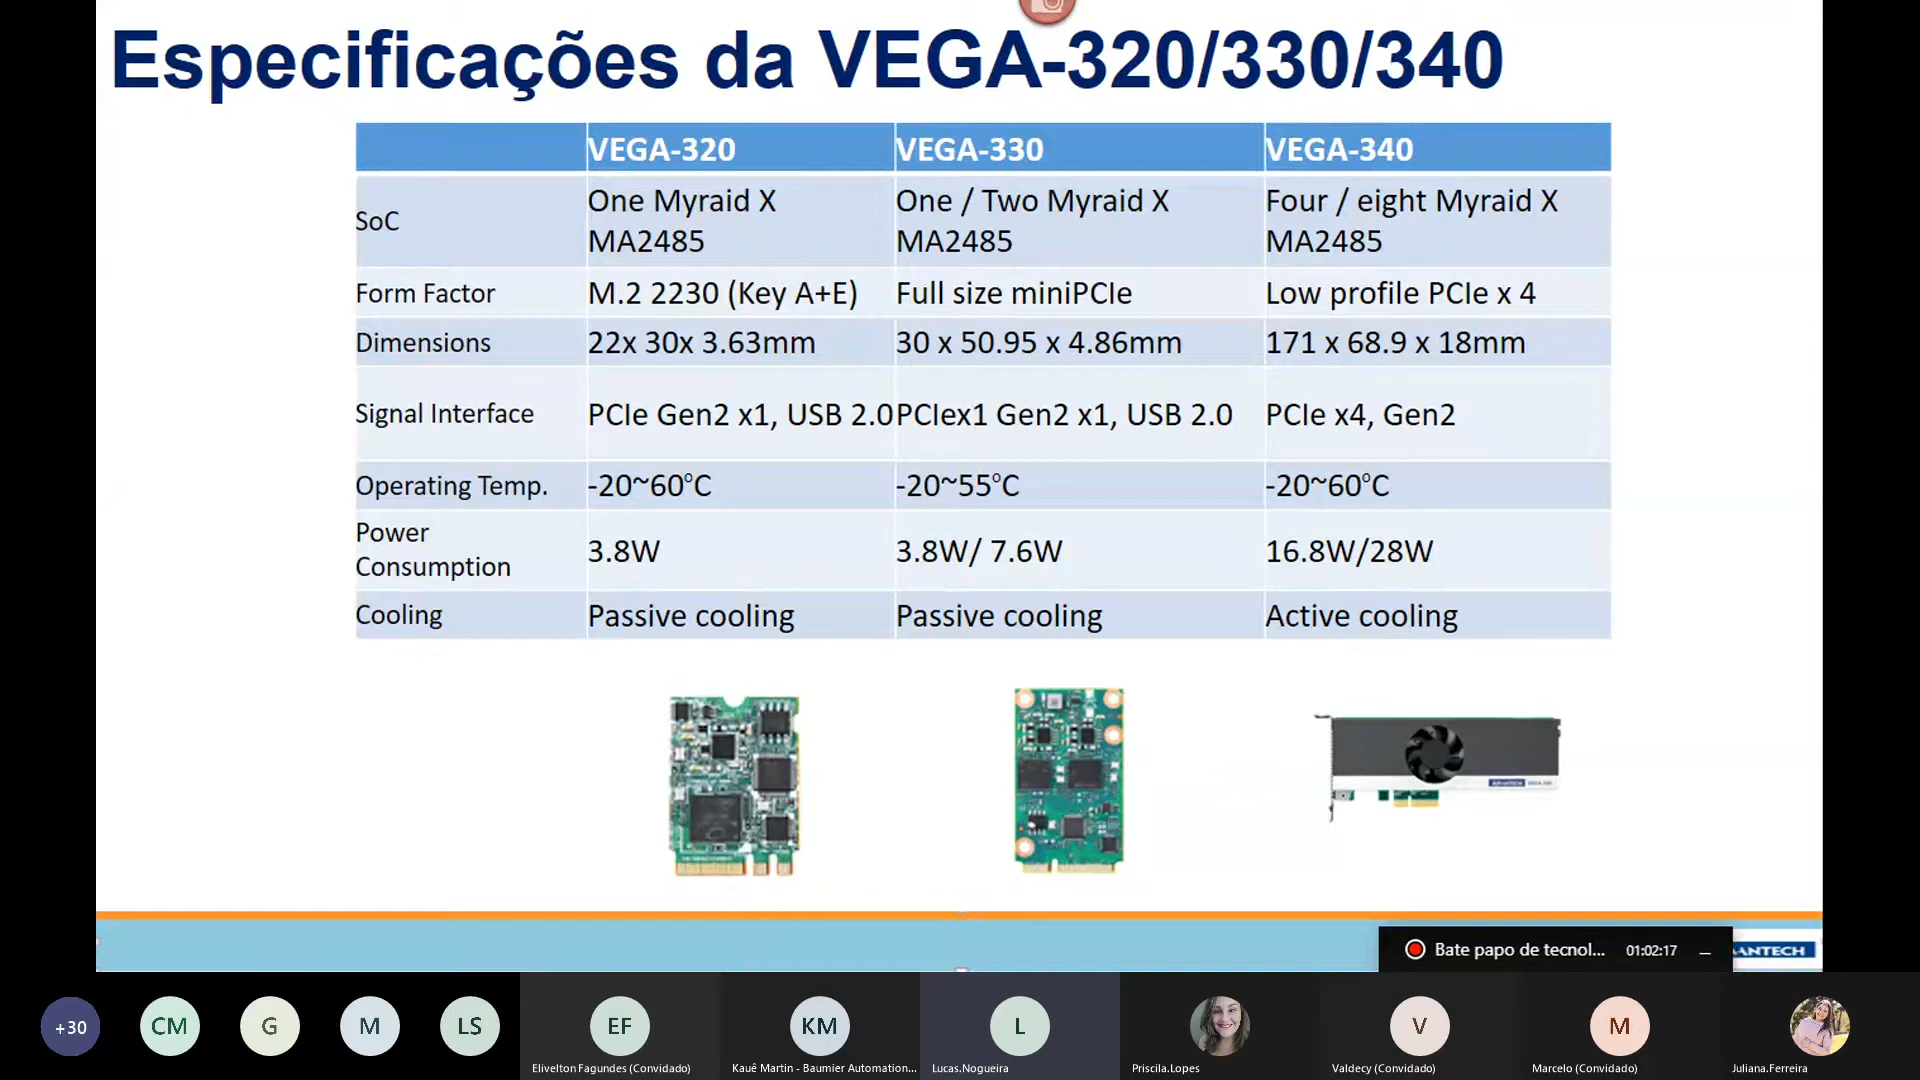 Especificações da VEGA-320/330/340
VEGA-320 VEGA-330 VEGA-340
SoC One Myraid X MA2485 One / Two Myraid X MA2485 Four / eight Myraid X MA2485
Form Factor M.2 2230 (Key A+E) Full size miniPCIe Low profile PCIe x 4
Dimensions 22x 30x 3.63mm 30 x 50.95 x 4.86mm 171 x 68.9 x 18mm
Signal Interface PCIe Gen2 x1, USB 2.0 PCIex1 Gen2 x1, USB 2.0 PCIe x4, Gen2
Operating Temp. -20~60°C -20~55°C -20~60°C
Power Consumption 3.8W 3.8W/ 7.6W 16.8W/28W
Cooling Passive cooling Passive cooling Active cooling
Bate papo de tecnol... 01:02:17
ANTECH
+30 CM G M LS EF KM L V M
Elivelton Fagundes (Convidado) Kauê Martin - Baumier Automation... Lucas.Nogueira Priscila.Lopes Valdecy (Convidado) Marcelo (Convidado) Juliana.Ferreira